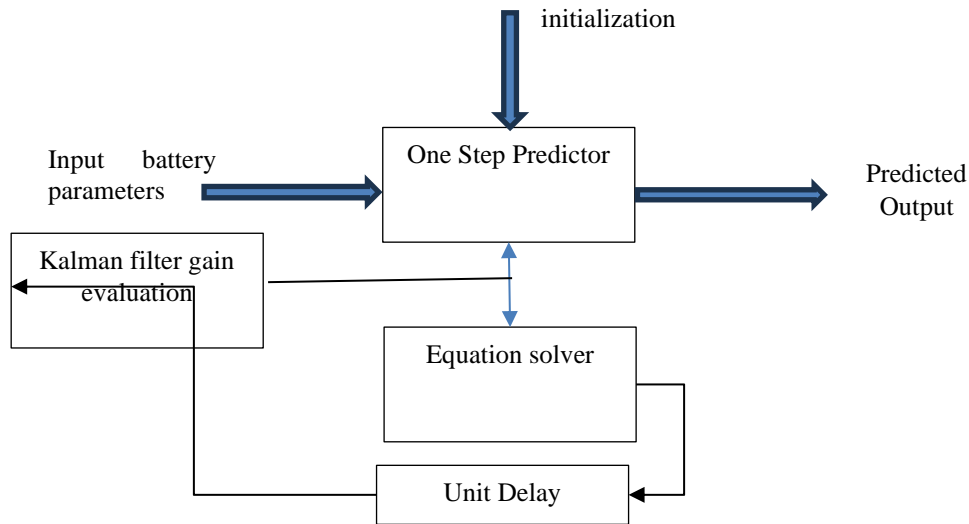 initialization
One Step Predictor
Input battery
parameters
Predicted
Output
Kalman filter gain
evaluation
Equation solver
Unit Delay